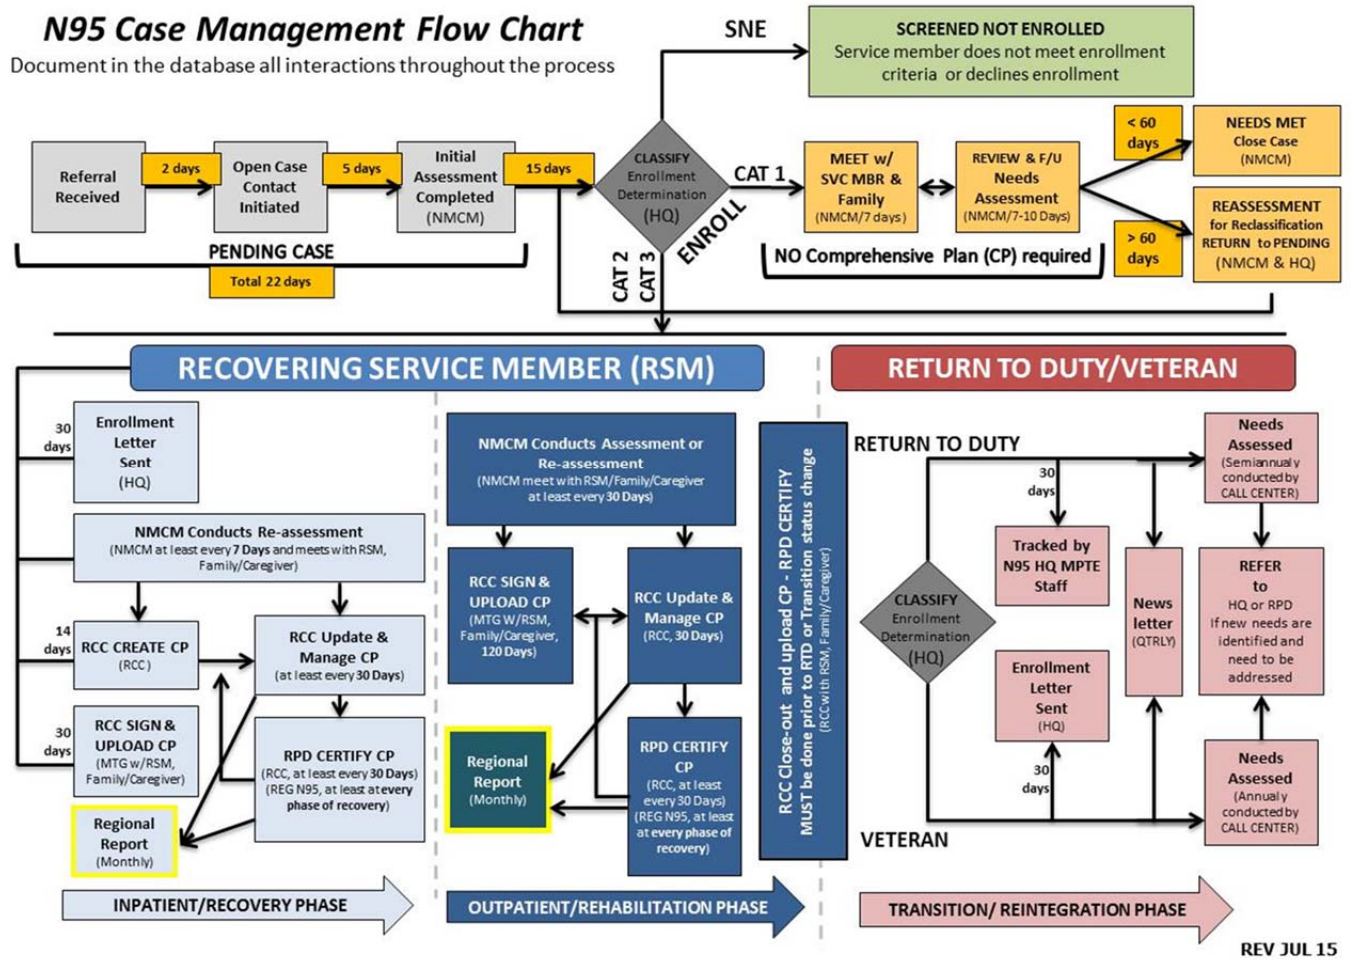 N95 Case Management Flow Chart
Document in the database all interactions throughout the process
SNE
SCREENED NOT ENROLLED
Service member does not meet enrollment
criteria or declines enrollment
Referral
Received
2 days
Open Case
Contact
Initiated
5 days
Initial
Assessment
Completed
(NMCM)
15 days
PENDING CASE
Total 22 days
CLASSIFY
Enrollment
Determination
(HQ)
CAT 1
ENROLL
CAT 2
CAT 3
MEET w/
SVC MBR &
Family
(NMCM/7 days)
REVIEW & F/U
Needs
Assessment
(NMCM/7-10 Days)
NO Comprehensive Plan (CP) required
< 60
days
> 60
days
NEEDS MET
Close Case
(NMCM)
REASSESSMENT
for Reclassification
RETURN to PENDING
(NMCM & HQ)
RECOVERING SERVICE MEMBER (RSM)
30
days
Enrollment
Letter
Sent
(HQ)
NMCM Conducts Re-assessment
(NMCM at least every 7 Days and meets with RSM,
Family/Caregiver)
14
days
RCC CREATE CP
(RCC)
RCC Update &
Manage CP
(at least every 30 Days)
30
days
RCC SIGN &
UPLOAD CP
(MTG w/RSM,
Family/Caregiver)
RPD CERTIFY CP
(RCC, at least every 30 Days)
(REG N95, at least at every
phase of recovery)
Regional
Report
(Monthly)
INPATIENT/RECOVERY PHASE
NMCM Conducts Assessment or
Re-assessment
(NMCM meet with RSM/Family/Caregiver
at least every 30 Days)
RCC SIGN &
UPLOAD CP
(MTG W/RSM,
Family/Caregiver,
120 Days)
RCC Update &
Manage CP
(RCC, 30 Days)
Regional
Report
(Monthly)
RPD CERTIFY
CP
(RCC, at least
every 30 Days)
(REG N95, at least
at every phase of
recovery)
OUTPATIENT/REHABILITATION PHASE
RCC Close-out and upload CP - RPD CERTIFY
MUST be done prior to RTD or Transition status change
(RCC with RSM, Family/Caregiver)
RETURN TO DUTY/VETERAN
RETURN TO DUTY
CLASSIFY
Enrollment
Determination
(HQ)
VETERAN
30
days
Tracked by
N95 HQ MPTE
Staff
Enrollment
Letter
Sent
(HQ)
30
days
News
letter
(QTRLY)
Needs
Assessed
(Semiannualy
conducted by
CALL CENTER)
REFER
to
HQ or RPD
If new needs are
identified and
need to be
addressed
Needs
Assessed
(Annualy
conducted by
CALL CENTER)
TRANSITION/ REINTEGRATION PHASE
REV JUL 15